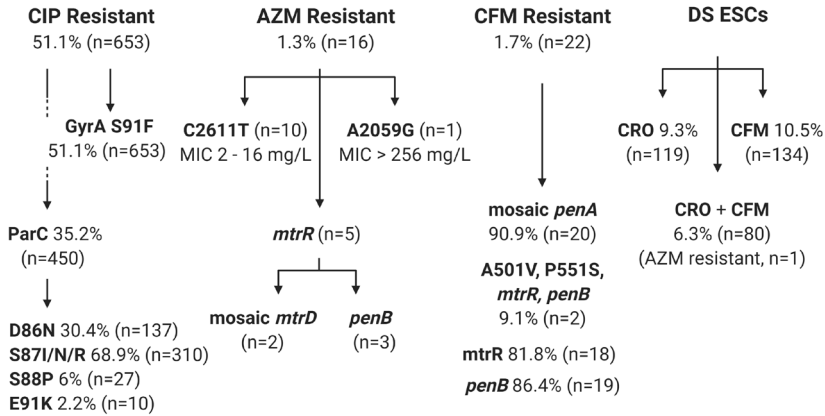 CIP Resistant
51.1% (n=653)
GyrA S91F
51.1% (n=653)
ParC 35.2%
(n=450)
D86N 30.4% (n=137)
S87I/N/R 68.9% (n=310)
S88P 6% (n=27)
E91K 2.2% (n=10)
AZM Resistant
1.3% (n=16)
C2611T (n=10)
MIC 2 - 16 mg/L
A2059G (n=1)
MIC > 256 mg/L
mtrR (n=5)
mosaic mtrD
(n=2)
penB
(n=3)
CFM Resistant
1.7% (n=22)
mosaic penA
90.9% (n=20)
A501V, P551S,
mtrR, penB
9.1% (n=2)
mtrR 81.8% (n=18)
penB 86.4% (n=19)
DS ESCs
CRO 9.3%
(n=119)
CFM 10.5%
(n=134)
CRO + CFM
6.3% (n=80)
(AZM resistant, n=1)